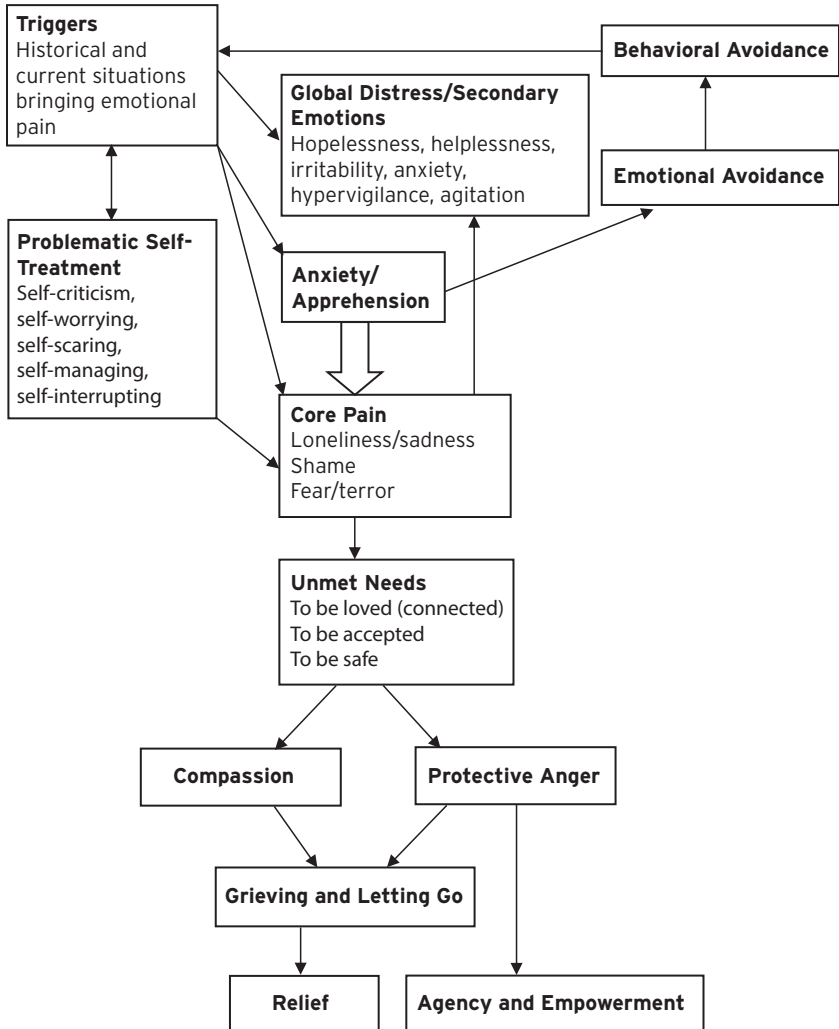 Triggers
Historical and
current situations
bringing emotional
pain
Behavioral Avoidance
Global Distress/Secondary
Emotions
Hopelessness, helplessness,
irritability, anxiety,
hypervigilance, agitation
Emotional Avoidance
Problematic Self-
Treatment
Self-criticism,
self-worrying,
self-scaring,
self-managing,
self-interrupting
Anxiety/
Apprehension
Core Pain
Loneliness/sadness
Shame
Fear/terror
Unmet Needs
To be loved (connected)
To be accepted
To be safe
Compassion
Protective Anger
Grieving and Letting Go
Relief
Agency and Empowerment